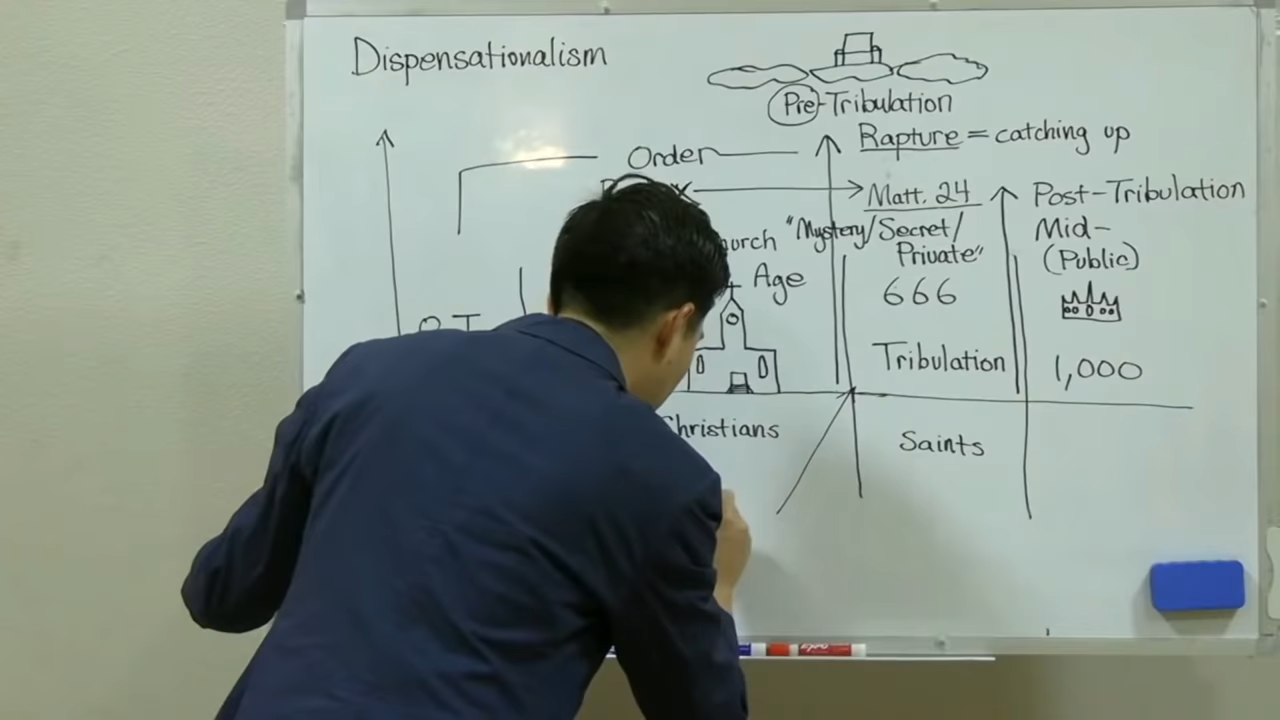 Dispensationalism
Pre-Tribulation
Rapture = catching up
Order
Matt. 24
Post-Tribulation
"Mystery/Secret/
Private"
Mid-
(Public)
Age
666
O.T.
Tribulation
1,000
Christians
Saints